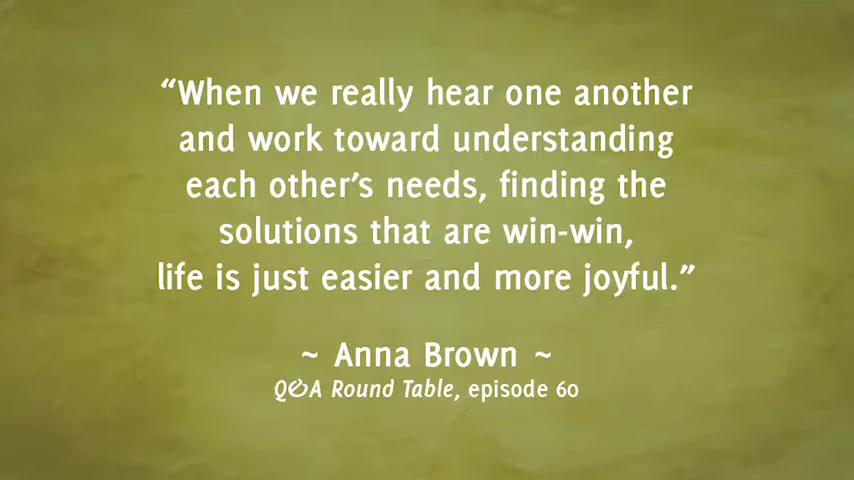 “When we really hear one another
and work toward understanding
each other’s needs, finding the
solutions that are win-win,
life is just easier and more joyful.”
~ Anna Brown ~
Q&A Round Table, episode 60